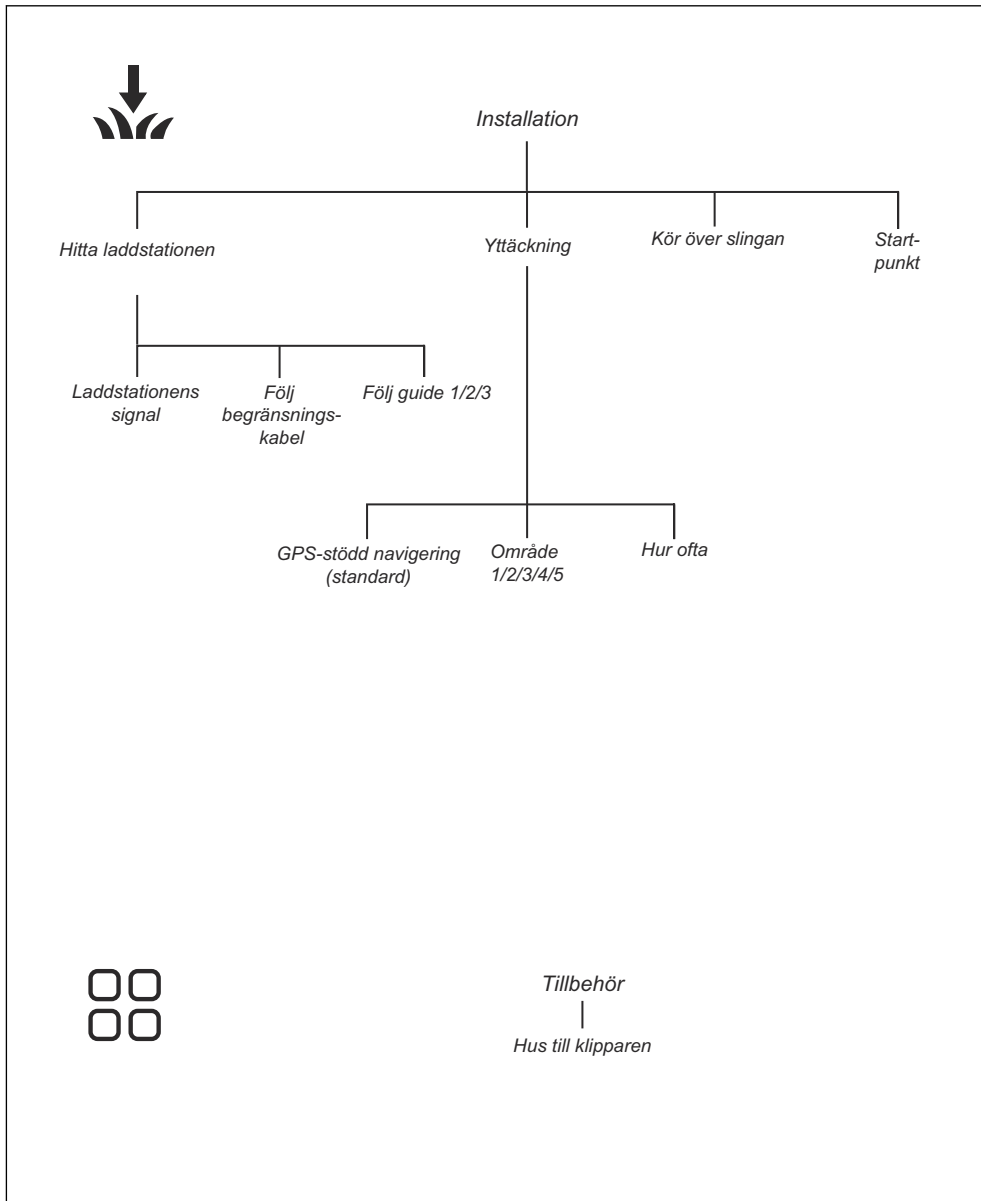 Installation
Hitta laddstationen
Yttäckning
Kör över slingan
Start-
punkt
Laddstationens
signal
Följ
begränsnings-
kabel
Följ guide 1/2/3
GPS-stödd navigering
(standard)
Område
1/2/3/4/5
Hur ofta
Tillbehör
Hus till klipparen